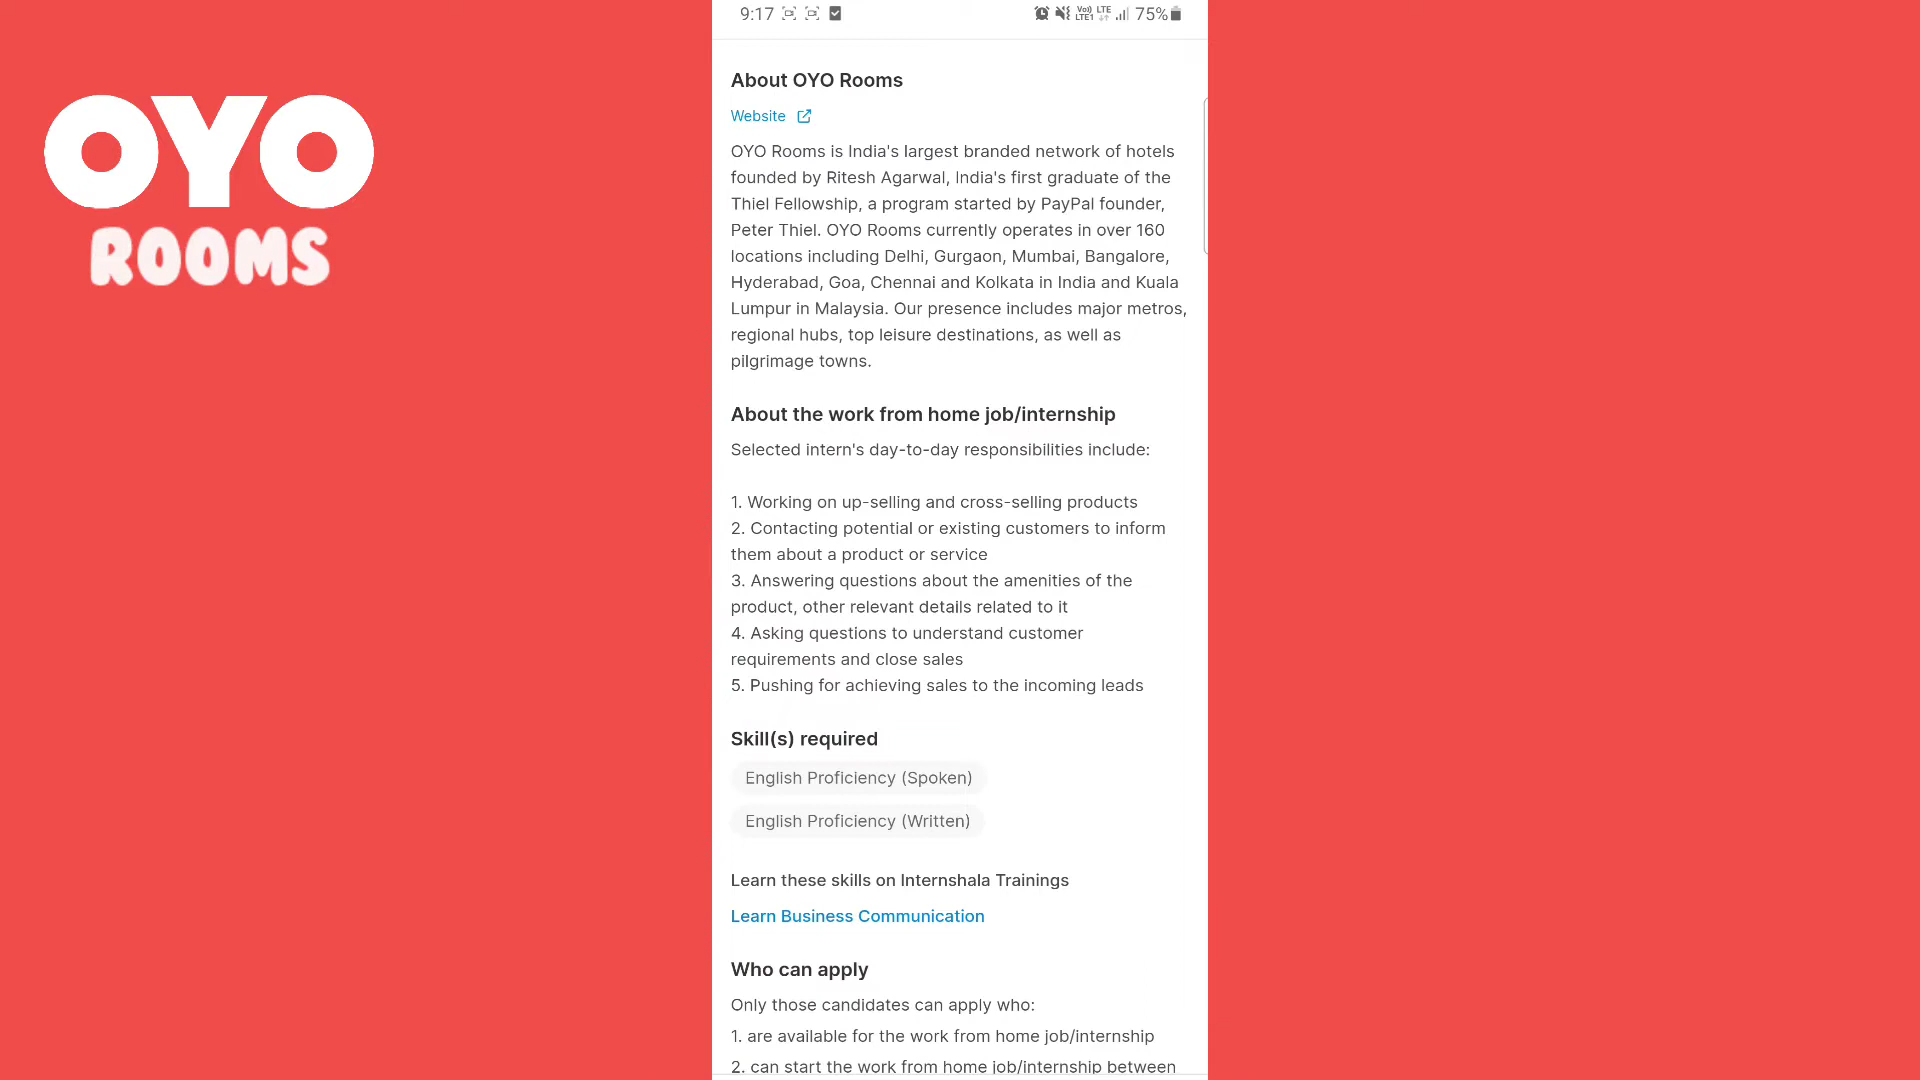 OYO
ROOMS
9:17
Vo)) LTE
LTE1
75%
About OYO Rooms
Website
OYO Rooms is India's largest branded network of hotels
founded by Ritesh Agarwal, India's first graduate of the
Thiel Fellowship, a program started by PayPal founder,
Peter Thiel. OYO Rooms currently operates in over 160
locations including Delhi, Gurgaon, Mumbai, Bangalore,
Hyderabad, Goa, Chennai and Kolkata in India and Kuala
Lumpur in Malaysia. Our presence includes major metros,
regional hubs, top leisure destinations, as well as
pilgrimage towns.
About the work from home job/internship
Selected intern's day-to-day responsibilities include:
1. Working on up-selling and cross-selling products
2. Contacting potential or existing customers to inform
them about a product or service
3. Answering questions about the amenities of the
product, other relevant details related to it
4. Asking questions to understand customer
requirements and close sales
5. Pushing for achieving sales to the incoming leads
Skill(s) required
English Proficiency (Spoken)
English Proficiency (Written)
Learn these skills on Internshala Trainings
Learn Business Communication
Who can apply
Only those candidates can apply who:
1. are available for the work from home job/internship
2. can start the work from home job/internship between